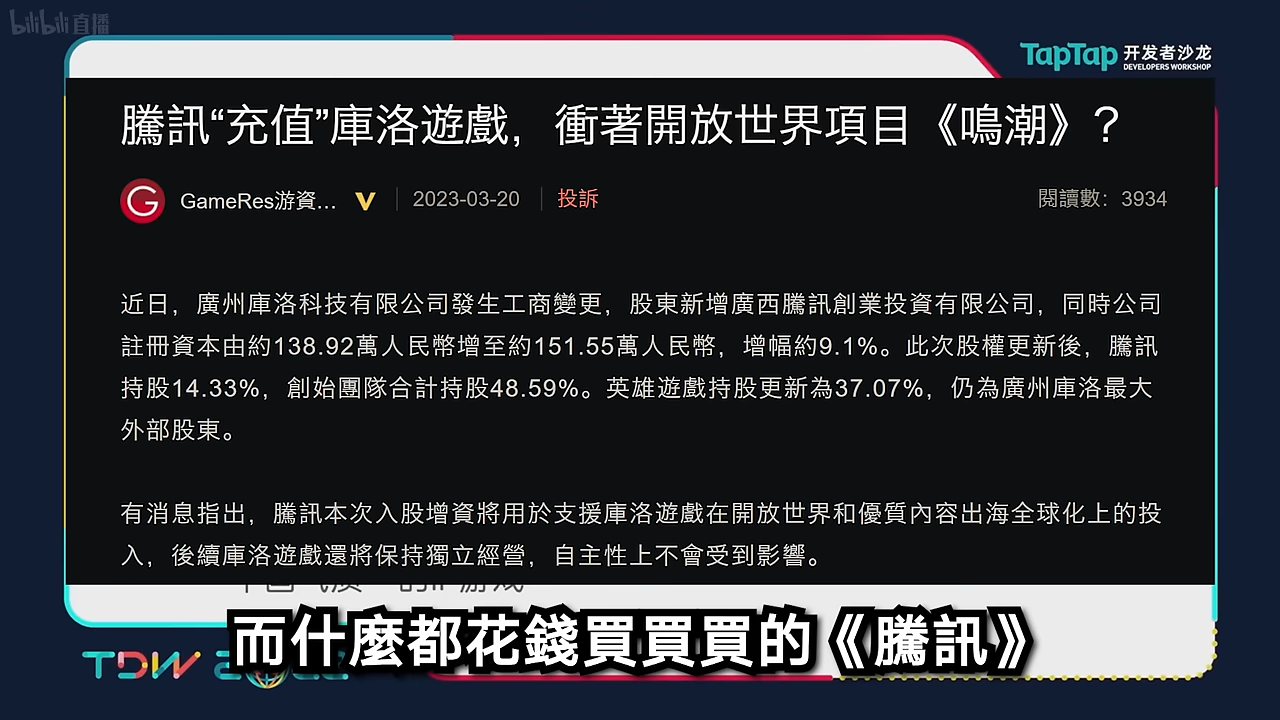 bilibili直播
TapTap 开发者沙龙
DEVELOPERS WORKSHOP
騰訊“充值”庫洛遊戲，衝著開放世界項目《鳴潮》？
GameRes游資... 2023-03-20 投訴 閱讀數：3934
近日，廣州庫洛科技有限公司發生工商變更，股東新增廣西騰訊創業投資有限公司，同時公司
註冊資本由約138.92萬人民幣增至約151.55萬人民幣，增幅約9.1%。此次股權更新後，騰訊
持股14.33%，創始團隊合計持股48.59%。英雄遊戲持股更新為37.07%，仍為廣州庫洛最大
外部股東。
有消息指出，騰訊本次入股增資將用於支援庫洛遊戲在開放世界和優質內容出海全球化上的投
入，後續庫洛遊戲還將保持獨立經營，自主性上不會受到影響。
而什麼都花錢買買買的《騰訊》
TDW